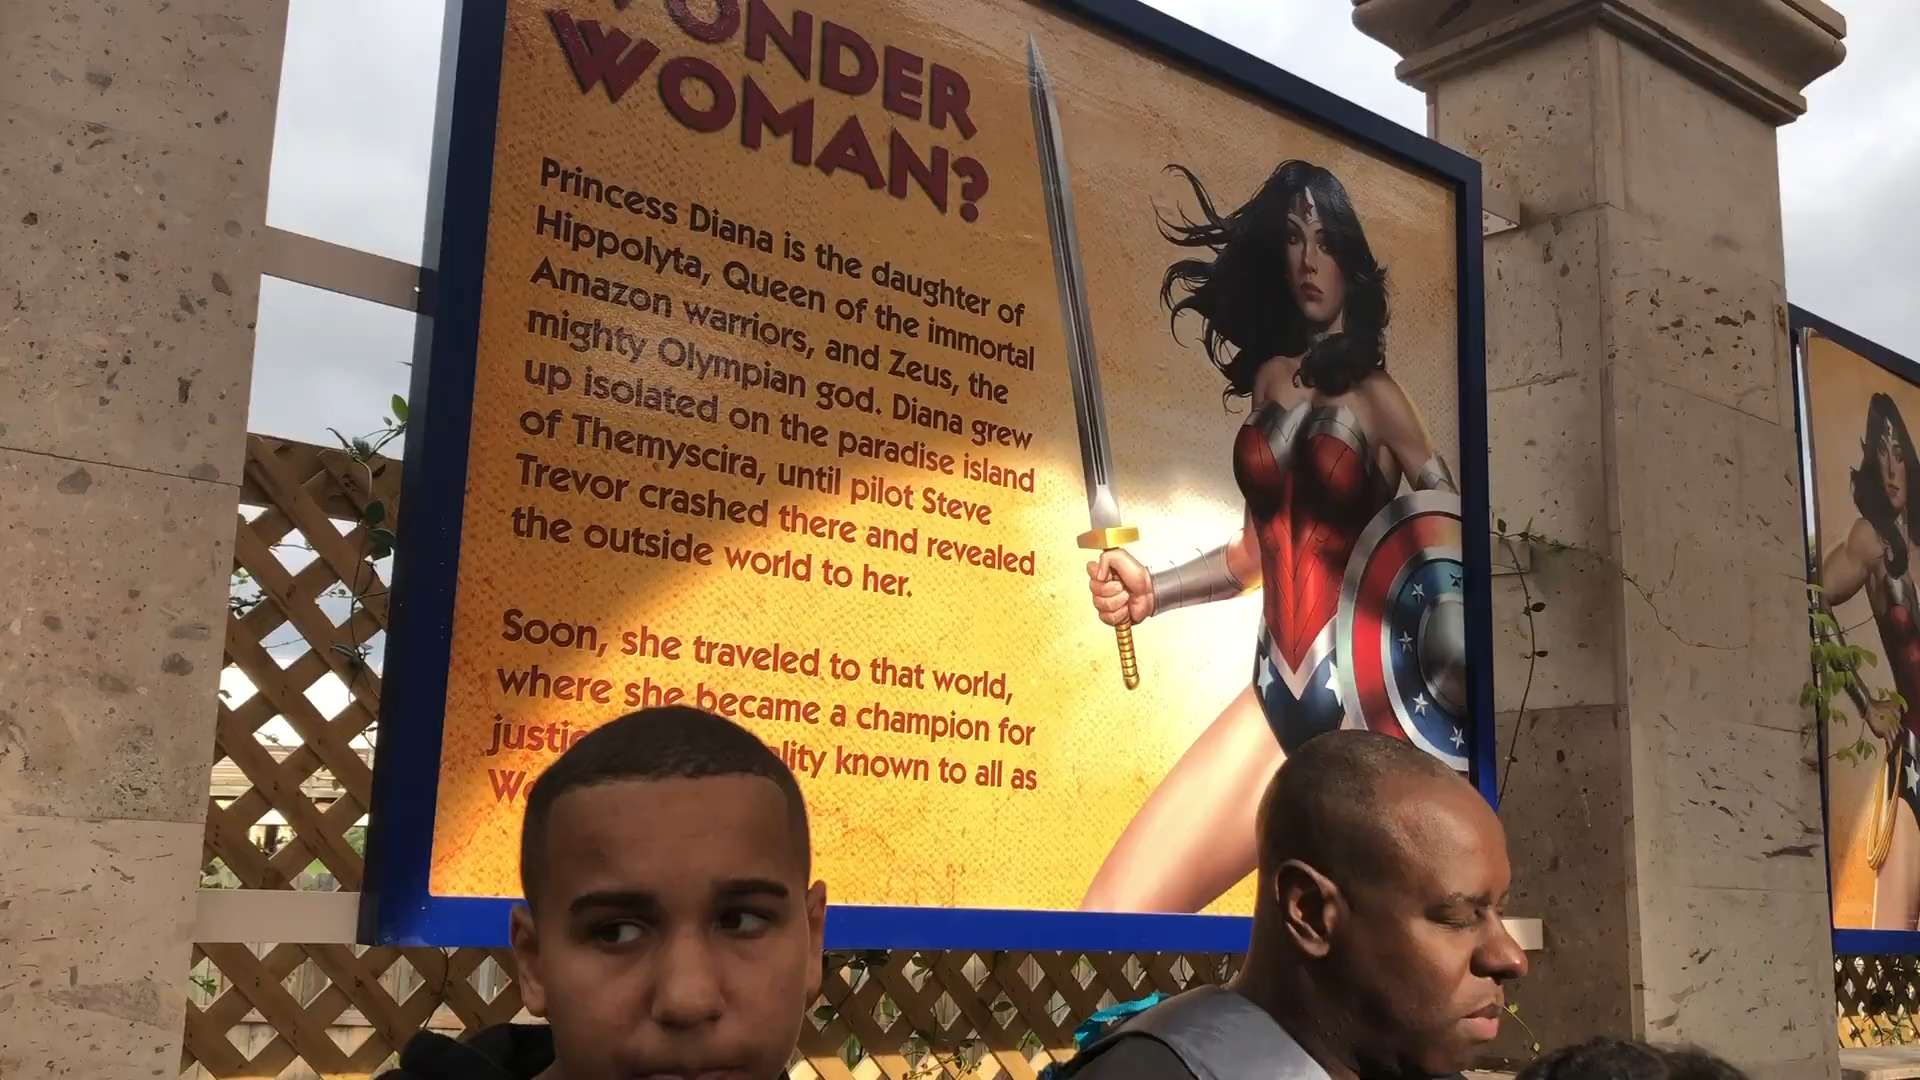 WONDER
WOMAN?
Princess Diana is the daughter of
Hippolyta, Queen of the immortal
Amazon warriors, and Zeus, the
mighty Olympian god. Diana grew
up isolated on the paradise island
of Themyscira, until pilot Steve
Trevor crashed there and revealed
the outside world to her.
Soon, she traveled to that world,
where she became a champion for
known to all as